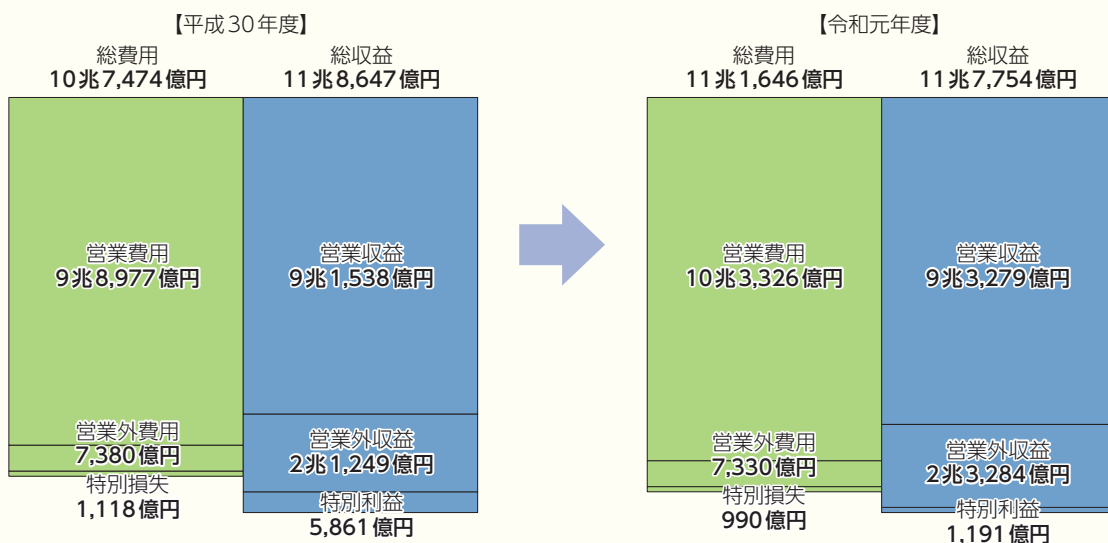 【平成30年度】
総費用
10兆7,474億円
総収益
11兆8,647億円
営業費用
9兆8,977億円
営業収益
9兆1,538億円
営業外費用
7,380億円
営業外収益
2兆1,249億円
特別損失
1,118億円
特別利益
5,861億円
【令和元年度】
総費用
11兆1,646億円
総収益
11兆7,754億円
営業費用
10兆3,326億円
営業収益
9兆3,279億円
営業外費用
7,330億円
営業外収益
2兆3,284億円
特別損失
990億円
特別利益
1,191億円